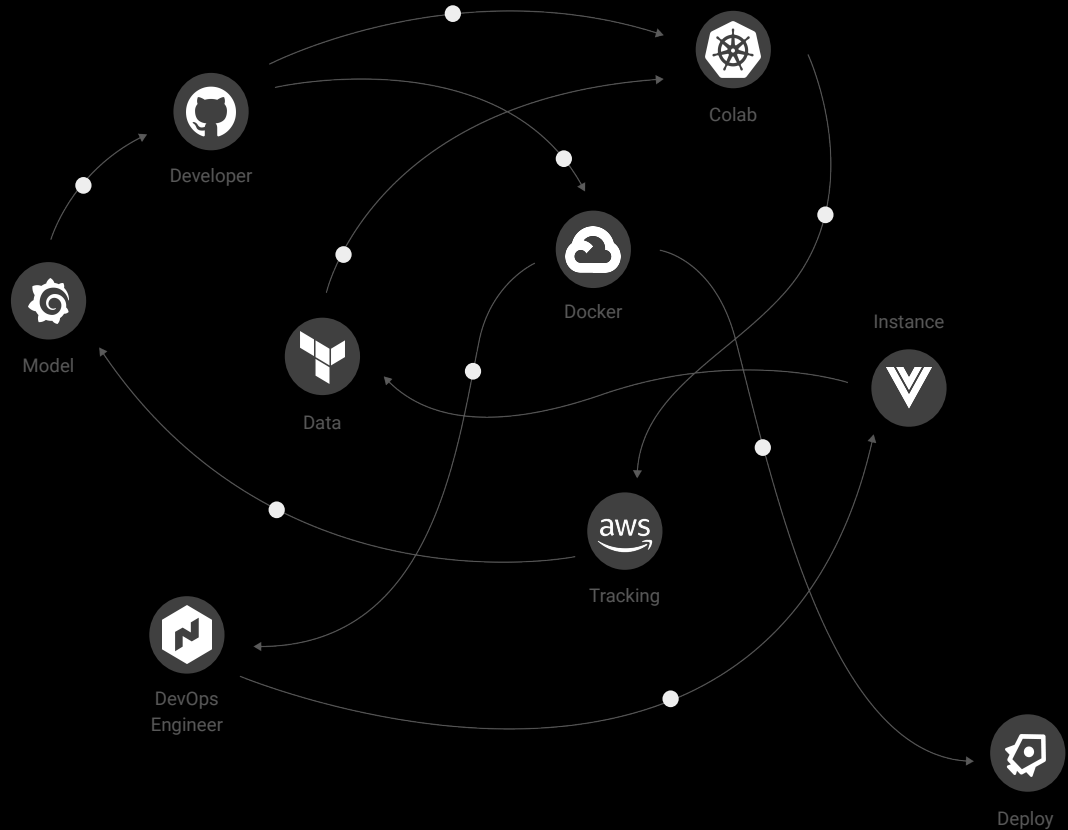 Colab
Developer
Docker
Instance
Model
Data
aws
Tracking
DevOps
Engineer
Deploy